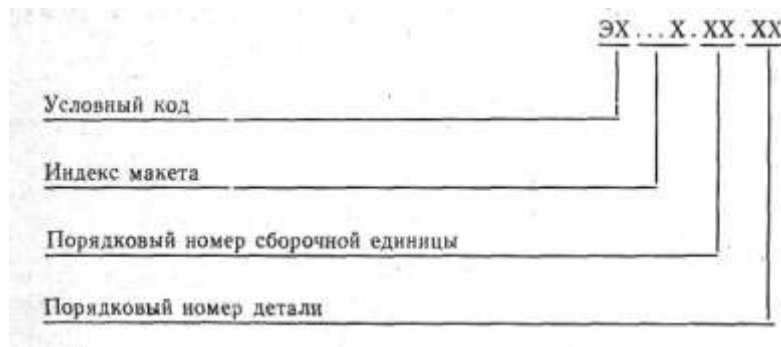 ЭХ...Х.ХХ.ХХ
Условный код
Индекс макета
Порядковый номер сборочной единицы
Порядковый номер детали